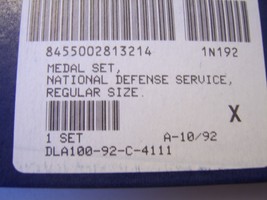 8455002813214 1N192
MEDAL SET,
NATIONAL DEFENSE SERVICE,
REGULAR SIZE.
X
1 SET A-10/92
DLA100-92-C-4111